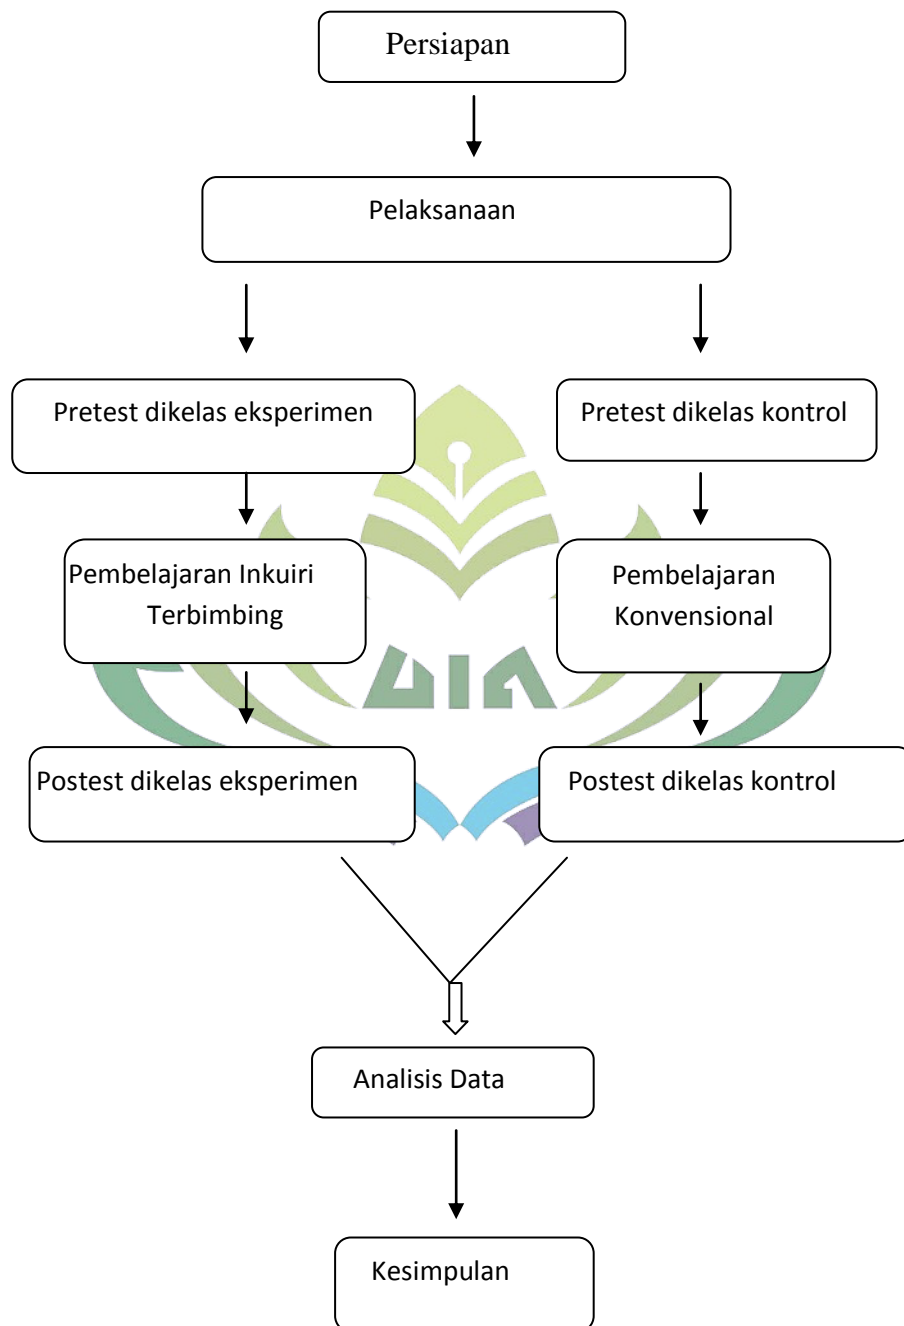 Persiapan
Pelaksanaan
Pretest dikelas eksperimen
Pretest dikelas kontrol
Pembelajaran Inkuiri
Terbimbing
Pembelajaran
Konvensional
UIN
Postest dikelas eksperimen
Postest dikelas kontrol
Analisis Data
Kesimpulan